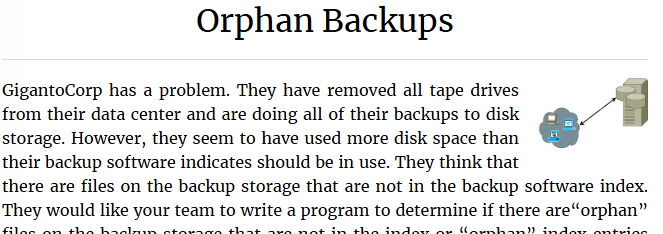 Orphan Backups
GigantoCorp has a problem. They have removed all tape drives
from their data center and are doing all of their backups to disk
storage. However, they seem to have used more disk space than
their backup software indicates should be in use. They think that
there are files on the backup storage that are not in the backup software index.
They would like your team to write a program to determine if there are“orphan”
files on the backup storage that are not in the index or “orphan” index entries